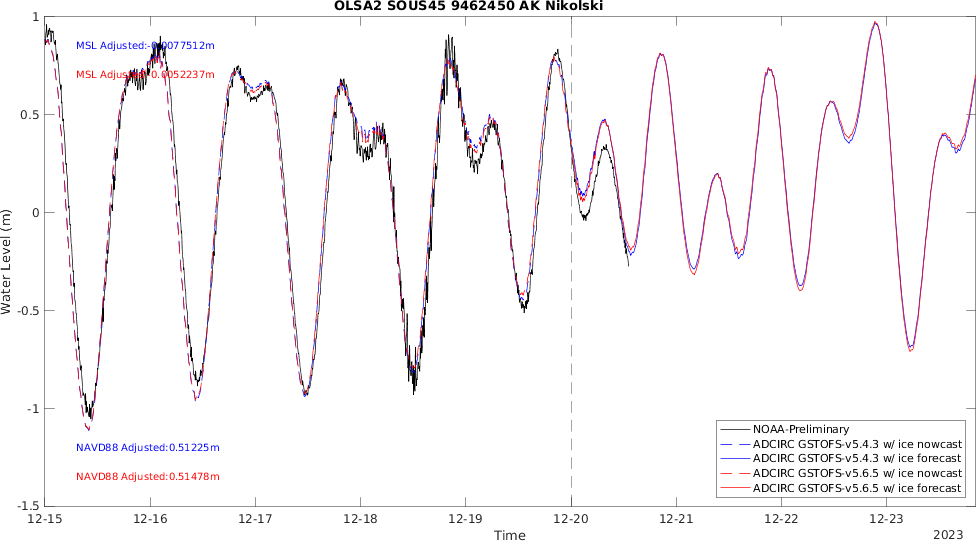 OLSA2 SOUS45 9462450 AK Nikolski
MSL Adjusted:-0.0077512m
MSL Adjusted:-0.0052237m
NAVD88 Adjusted:0.51225m
NAVD88 Adjusted:0.51478m
Water Level (m)
1
0.5
0
-0.5
-1
-1.5
12-15 12-16 12-17 12-18 12-19 12-20 12-21 12-22 12-23
Time
2023
NOAA-Preliminary
ADCIRC GSTOFS-v5.4.3 w/ ice nowcast
ADCIRC GSTOFS-v5.4.3 w/ ice forecast
ADCIRC GSTOFS-v5.6.5 w/ ice nowcast
ADCIRC GSTOFS-v5.6.5 w/ ice forecast